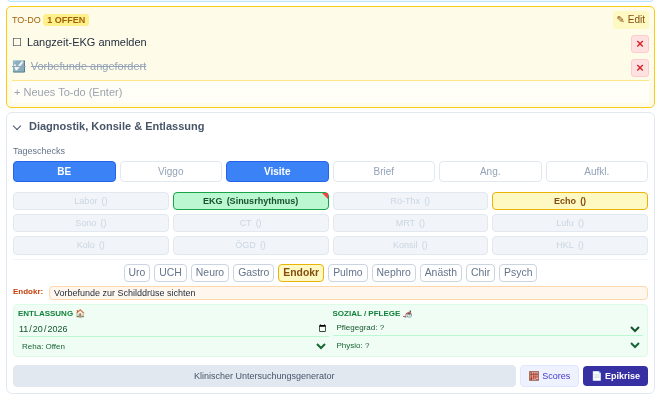 TO-DO 1 OFFEN ✎ Edit
☐ Langzeit-EKG anmelden ✕
☑ Vorbefunde angefordert ✕
+ Neues To-do (Enter)
Diagnostik, Konsile & Entlassung
Tageschecks
BE Viggo Visite Brief Ang. Aufkl.
Labor () EKG (Sinusrhythmus) Rö-Thx () Echo ()
Sono () CT () MRT () Lufu ()
Kolo () ÖGD () Konsil () HKL ()
Uro UCH Neuro Gastro Endokr Pulmo Nephro Anästh Chir Psych
Endokr: Vorbefunde zur Schilddrüse sichten
ENTLASSUNG 🏠 SOZIAL / PFLEGE 🦽
11/20/2026 Pflegegrad: ?
Reha: Offen Physio: ?
Klinischer Untersuchungsgenerator 🧮 Scores 📄 Epikrise